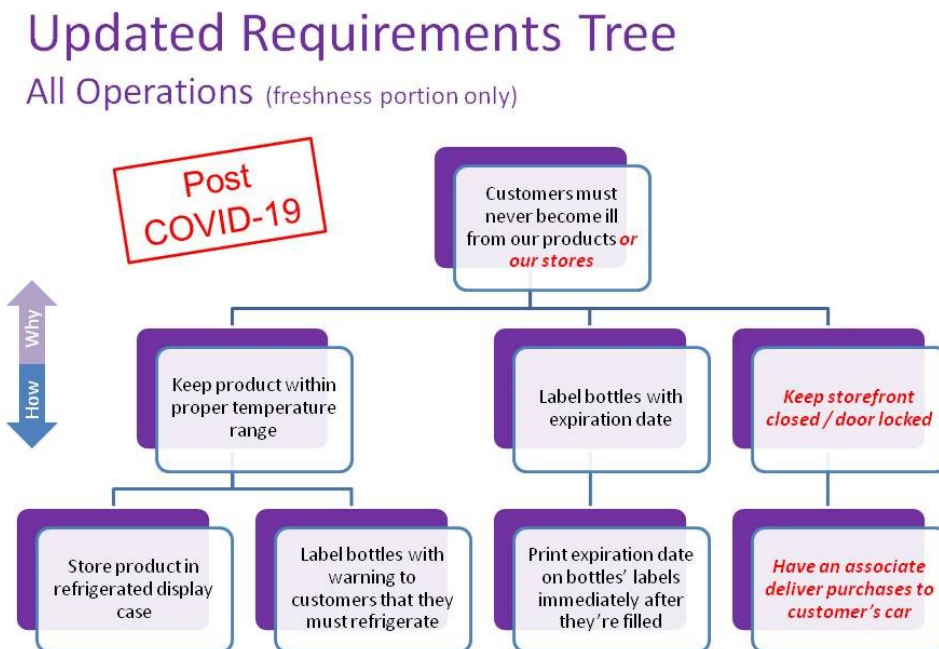 Updated Requirements Tree
All Operations (freshness portion only)
Post
COVID-19
Customers must
never become ill
from our products or
our stores
Why
How
Keep product within
proper temperature
range
Label bottles with
expiration date
Keep storefront
closed / door locked
Store product in
refrigerated display
case
Label bottles with
warning to
customers that they
must refrigerate
Print expiration date
on bottles’ labels
immediately after
they’re filled
Have an associate
deliver purchases to
customer’s car